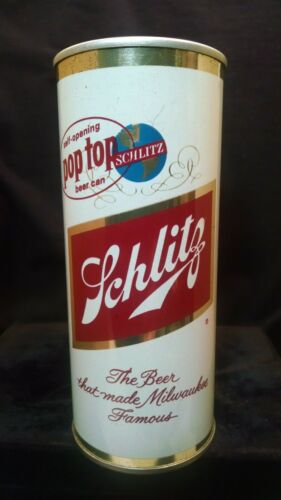 self-opening
pop top
beer can
SCHLITZ
Schlitz
®
The Beer
that made Milwaukee
Famous